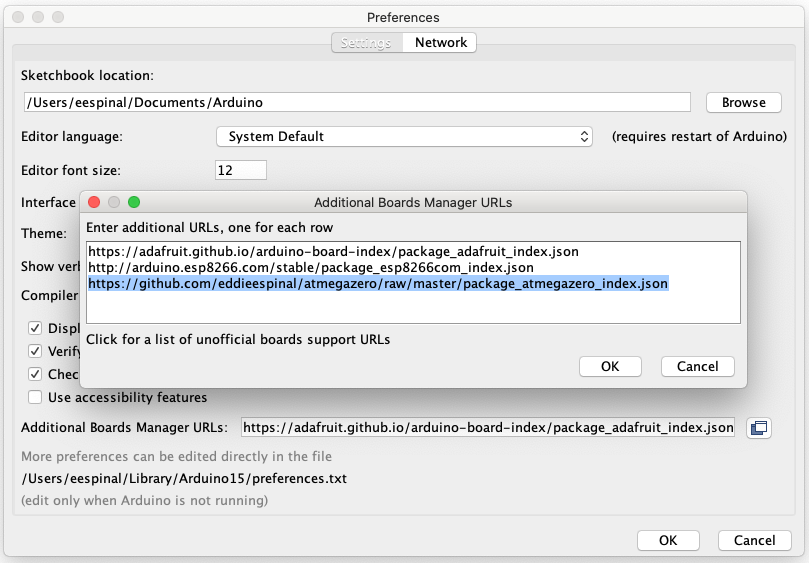 Preferences
Settings Network
Sketchbook location:
/Users/eespinal/Documents/Arduino Browse
Editor language: System Default (requires restart of Arduino)
Editor font size: 12
Interface
Additional Boards Manager URLs
Theme:
Enter additional URLs, one for each row
https://adafruit.github.io/arduino-board-index/package_adafruit_index.json
Show
http://arduino.esp8266.com/stable/package_esp8266com_index.json
https://github.com/eddieespinal/atmegazero/raw/master/package_atmegazero_index.json
Compiler
Click for a list of unofficial boards support URLs
OK Cancel
Use accessibility features
Additional Boards Manager URLs: https://adafruit.github.io/arduino-board-index/package_adafruit_index.json
More preferences can be edited directly in the file
/Users/eespinal/Library/Arduino15/preferences.txt
(edit only when Arduino is not running)
OK Cancel